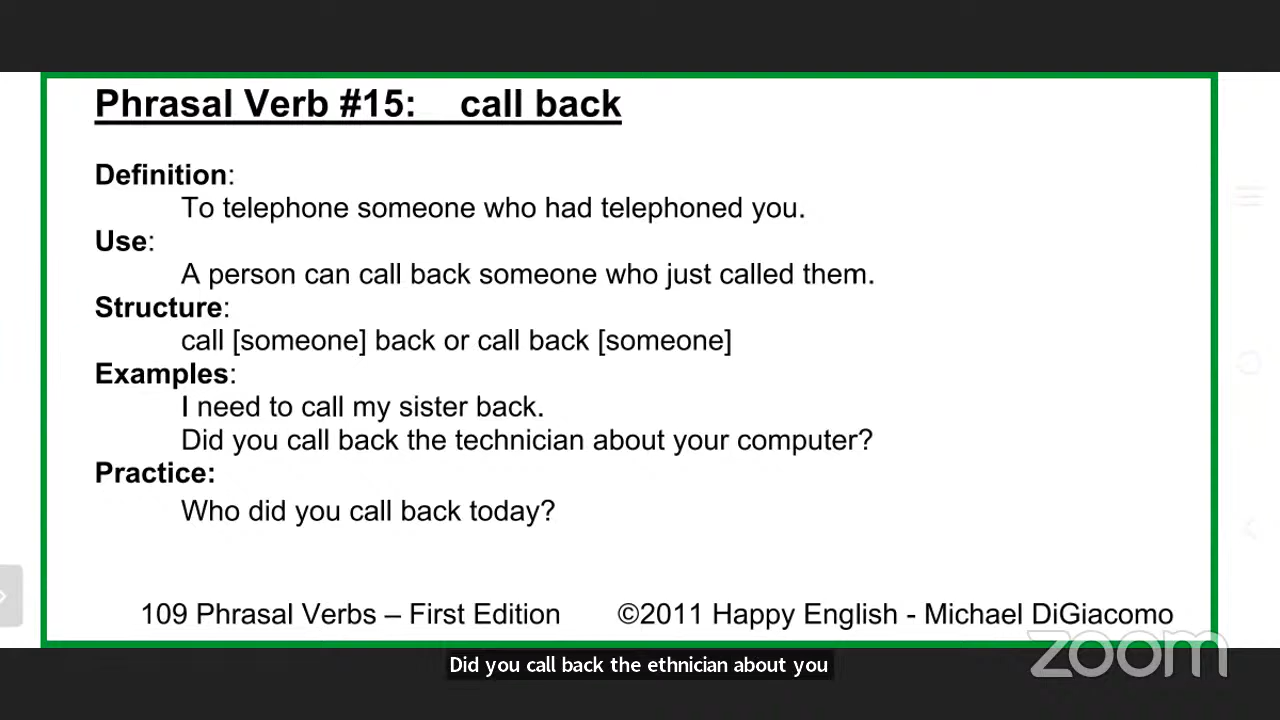 Phrasal Verb #15: call back
Definition:
To telephone someone who had telephoned you.
Use:
A person can call back someone who just called them.
Structure:
call [someone] back or call back [someone]
Examples:
I need to call my sister back.
Did you call back the technician about your computer?
Practice:
Who did you call back today?
109 Phrasal Verbs – First Edition ©2011 Happy English - Michael DiGiacomo
zoom
Did you call back the ethnician about you